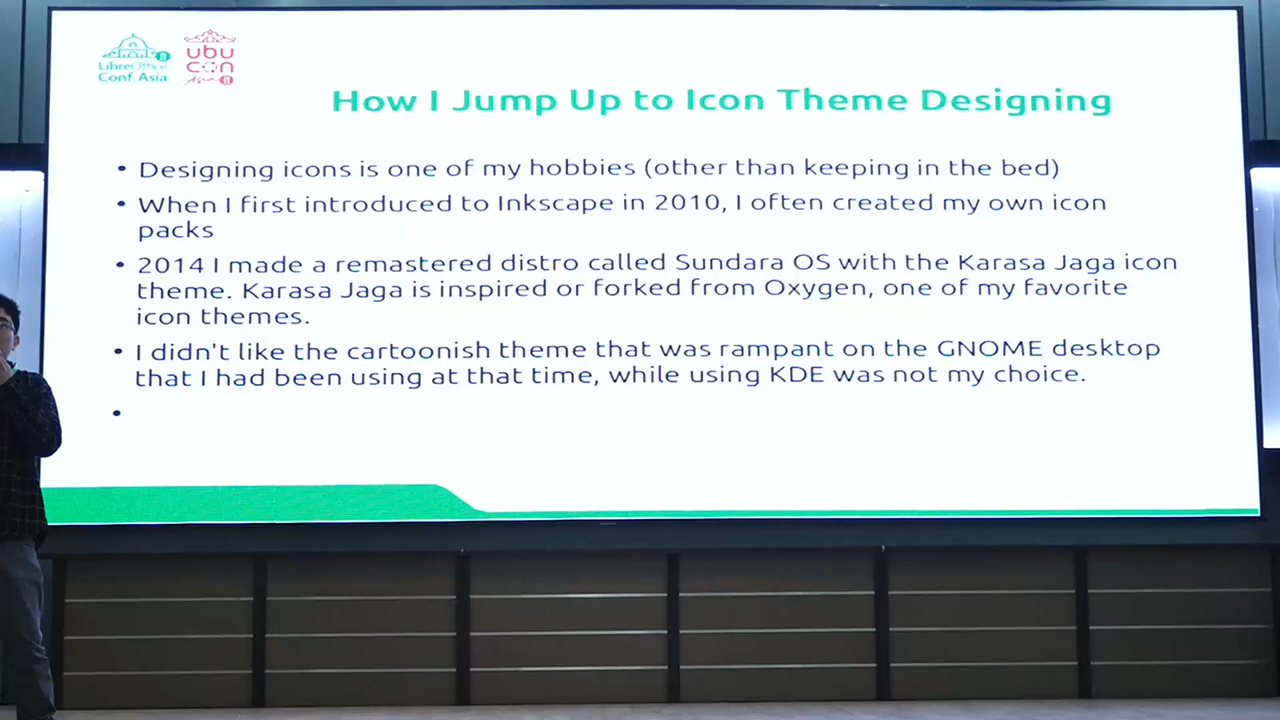 LibreOffice
Conf. Asia
ubu
con
Asia
How I Jump Up to Icon Theme Designing
• Designing icons is one of my hobbies (other than keeping in the bed)
• When I first introduced to Inkscape in 2010, I often created my own icon
packs
• 2014 I made a remastered distro called Sundara OS with the Karasa Jaga icon
theme. Karasa Jaga is inspired or forked from Oxygen, one of my favorite
icon themes.
• I didn't like the cartoonish theme that was rampant on the GNOME desktop
that I had been using at that time, while using KDE was not my choice.
•